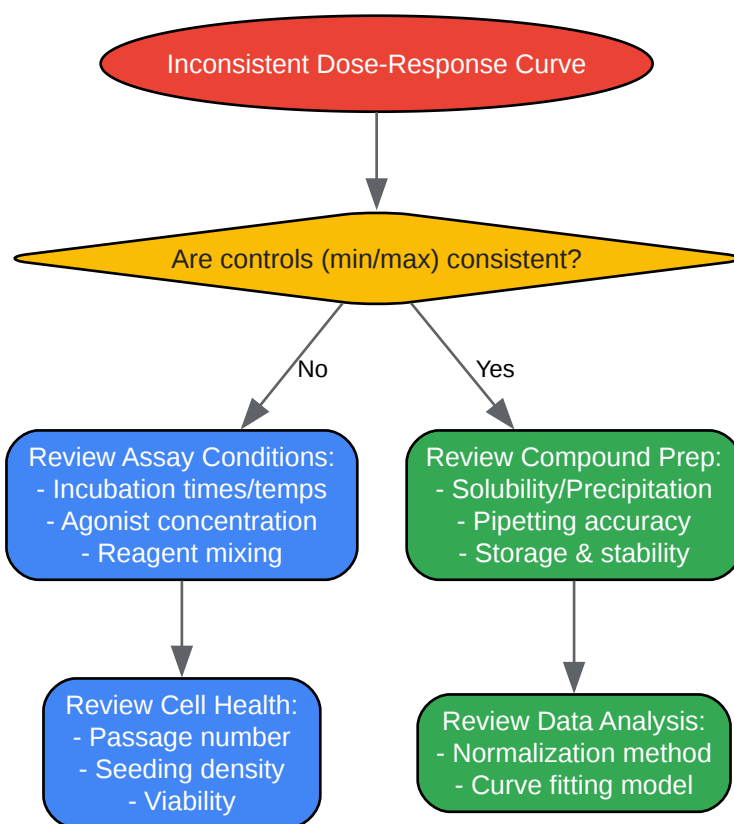 Inconsistent Dose-Response Curve
Are controls (min/max) consistent?
No
Yes
Review Assay Conditions:
- Incubation times/temps
- Agonist concentration
- Reagent mixing
Review Compound Prep:
- Solubility/Precipitation
- Pipetting accuracy
- Storage & stability
Review Cell Health:
- Passage number
- Seeding density
- Viability
Review Data Analysis:
- Normalization method
- Curve fitting model